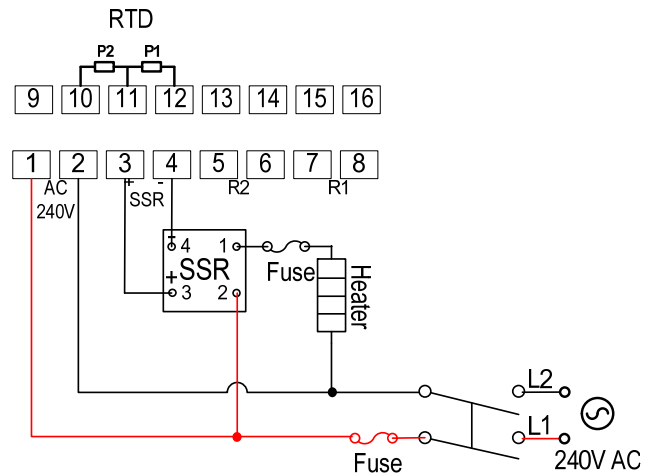 RTD
P2 P1
9 10 11 12 13 14 15 16
1 2 3 4 5 6 7 8
AC 240V
+ -
SSR
R2 R1
- 4 1
SSR
+ 3 2
Fuse
Heater
L2
L1
Fuse
240V AC